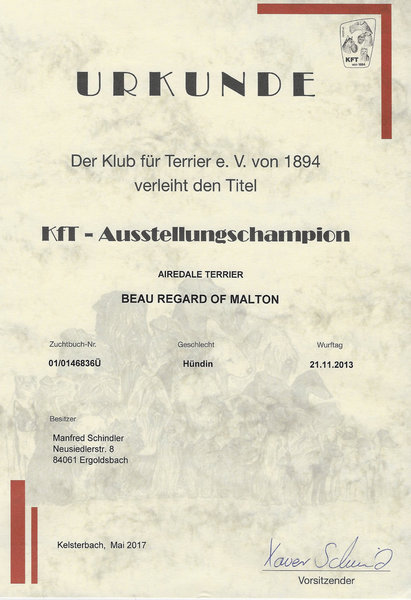 KfT
seit 1894
URKUNDE
Der Klub für Terrier e. V. von 1894
verleiht den Titel
KfT - Ausstellungschampion
AIREDALE TERRIER
BEAU REGARD OF MALTON
Zuchtbuch-Nr. Geschlecht Wurftag
01/0146836Ü Hündin 21.11.2013
Besitzer
Manfred Schindler
Neusiedlerstr. 8
84061 Ergoldsbach
Kelsterbach, Mai 2017
Xaver Schmid
Vorsitzender